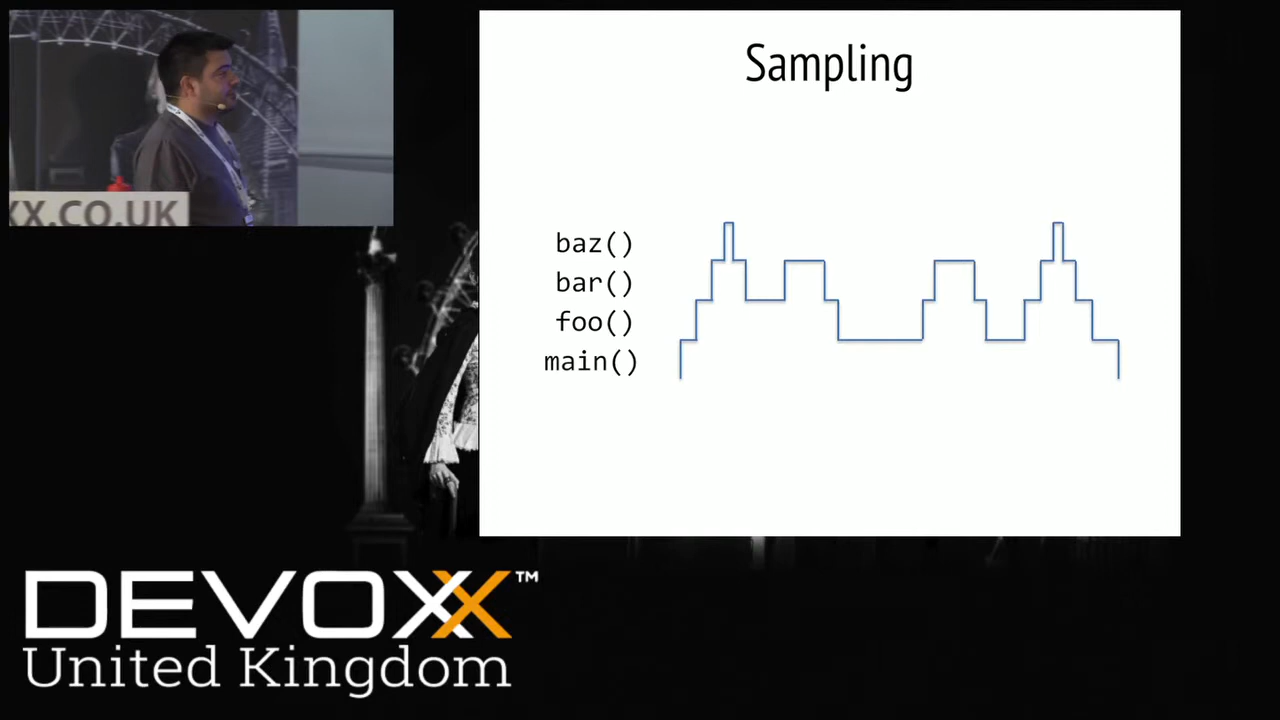 XX.CO.UK
Sampling
baz()
bar()
foo()
main()
DEVOXX™
United Kingdom